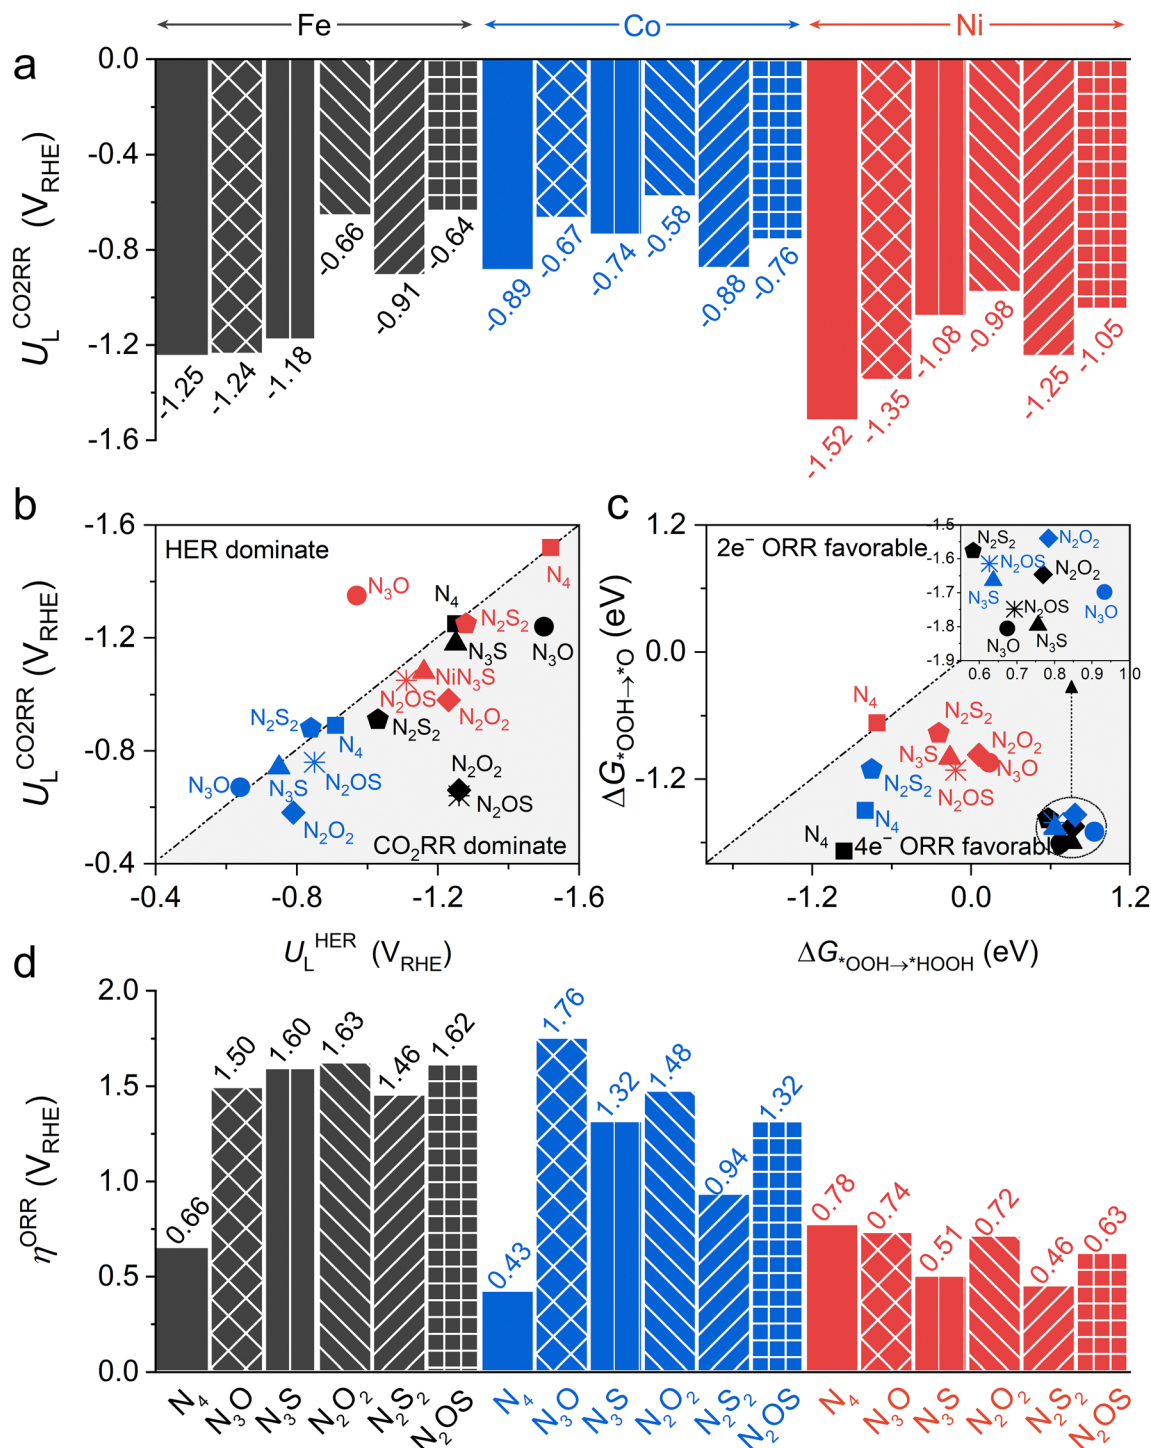 Fe Co Ni
a
0.0
-0.4
-0.8
-1.2
-1.6
U_L^CO2RR (V_RHE)
-1.25 -1.24 -1.18 -0.66 -0.91 -0.64
-0.89 -0.67 -0.74 -0.58 -0.88 -0.76
-1.52 -1.35 -1.08 -0.98 -1.25 -1.05
b
-1.6
-1.2
-0.8
-0.4
U_L^CO2RR (V_RHE)
HER dominate
N₄
N₃O
N₄
N₂S₂
N₃S
N₃O
NiN₃S
N₂OS
N₂O₂
N₂S₂
N₂S₂
N₄
N₃O
N₃S
N₂OS
N₂O₂
N₂O₂
N₂OS
CO₂RR dominate
-0.4 -0.8 -1.2 -1.6
U_L^HER (V_RHE)
c
1.2
0.0
-1.2
ΔG*OOH→*O (eV)
2e⁻ ORR favorable
-1.5
-1.6
-1.7
-1.8
-1.9
N₂S₂
N₂O₂
N₂OS
N₂O₂
N₃S
N₂OS
N₃O
N₃O
N₃S
0.6 0.7 0.8 0.9 1.0
N₄
N₂S₂
N₃S
N₂O₂
N₃O
N₂OS
N₂S₂
N₄
N₄
4e⁻ ORR favorabl
-1.2 0.0 1.2
ΔG*OOH→*HOOH (eV)
d
2.0
1.5
1.0
0.5
0.0
η^ORR (V_RHE)
0.66 1.50 1.60 1.63 1.46 1.62
0.43 1.76 1.32 1.48 0.94 1.32
0.78 0.74 0.51 0.72 0.46 0.63
N₄ N₃O N₃S N₂O₂ N₂S₂ N₂OS N₄ N₃O N₃S N₂O₂ N₂S₂ N₂OS N₄ N₃O N₃S N₂O₂ N₂S₂ N₂OS